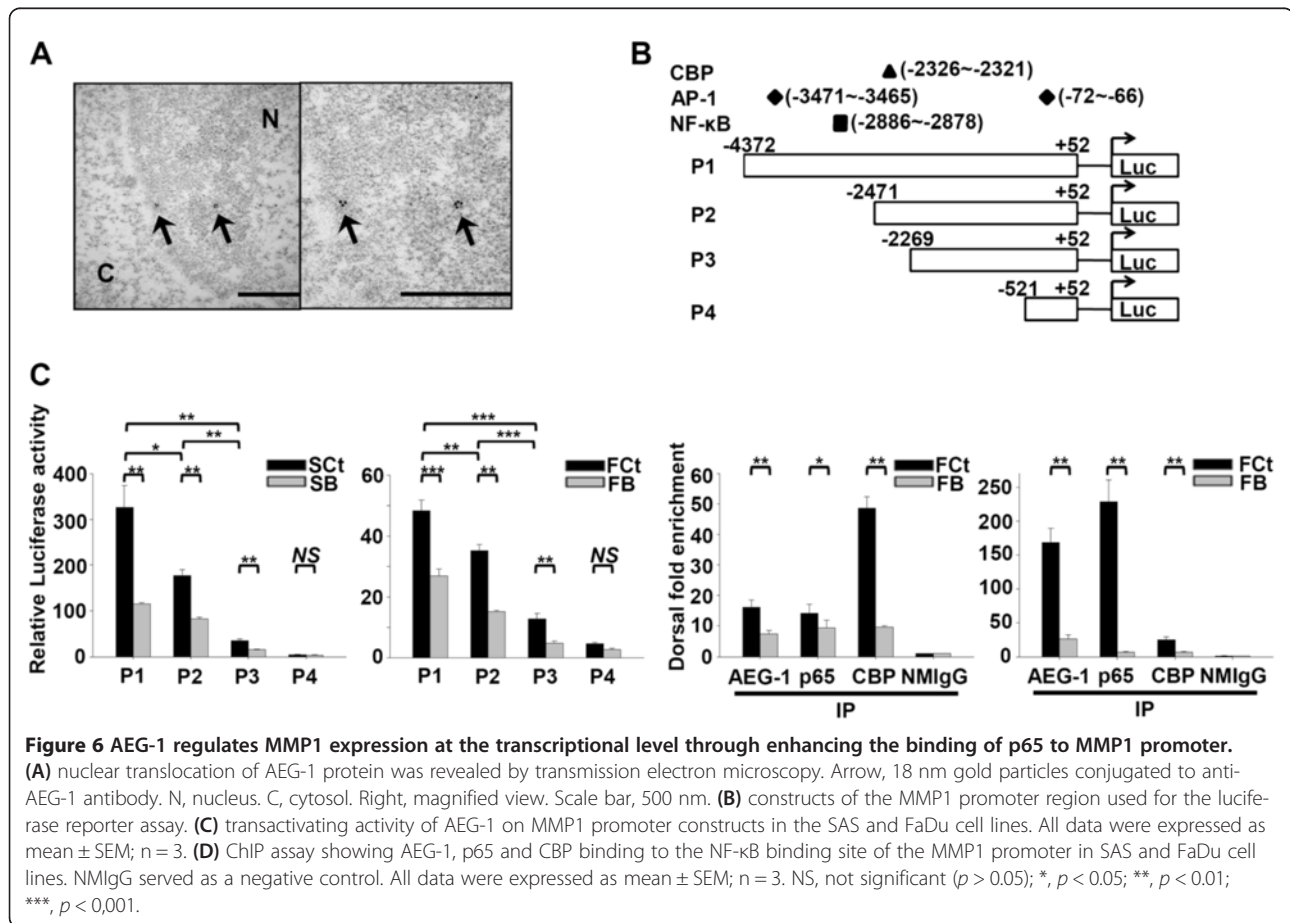 A
N
C
B
CBP
(-2326~-2321)
AP-1
(-3471~-3465)
(-72~-66)
NF-κB
(-2886~-2878)
-4372
+52
P1
Luc
-2471
+52
P2
Luc
-2269
+52
P3
Luc
-521
+52
P4
Luc
C
Relative Luciferase activity
400
300
200
100
0
**
*
**
**
**
**
NS
SCt
SB
P1 P2 P3 P4
60
40
20
0
***
**
***
***
**
**
NS
FCt
FB
P1 P2 P3 P4
Dorsal fold enrichment
60
50
40
30
20
10
0
**
*
**
FCt
FB
AEG-1 p65 CBP NMIgG
IP
250
200
150
100
50
0
**
**
**
FCt
FB
AEG-1 p65 CBP NMIgG
IP
Figure 6 AEG-1 regulates MMP1 expression at the transcriptional level through enhancing the binding of p65 to MMP1 promoter.
(A) nuclear translocation of AEG-1 protein was revealed by transmission electron microscopy. Arrow, 18 nm gold particles conjugated to anti-
AEG-1 antibody. N, nucleus. C, cytosol. Right, magnified view. Scale bar, 500 nm. (B) constructs of the MMP1 promoter region used for the lucife-
rase reporter assay. (C) transactivating activity of AEG-1 on MMP1 promoter constructs in the SAS and FaDu cell lines. All data were expressed as
mean ± SEM; n = 3. (D) ChIP assay showing AEG-1, p65 and CBP binding to the NF-κB binding site of the MMP1 promoter in SAS and FaDu cell
lines. NMIgG served as a negative control. All data were expressed as mean ± SEM; n = 3. NS, not significant (p > 0.05); *, p < 0.05; **, p < 0.01;
***, p < 0,001.